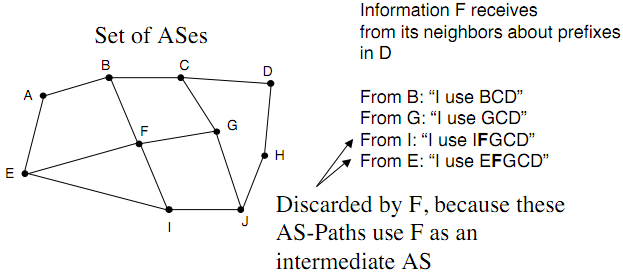 Information F receives
from its neighbors about prefixes
in D
Set of ASes
B
C
D
A
F
G
H
E
I
J
From B: “I use BCD”
From G: “I use GCD”
From I: “I use IFGCD”
From E: “I use EFGCD”
Discarded by F, because these
AS-Paths use F as an
intermediate AS